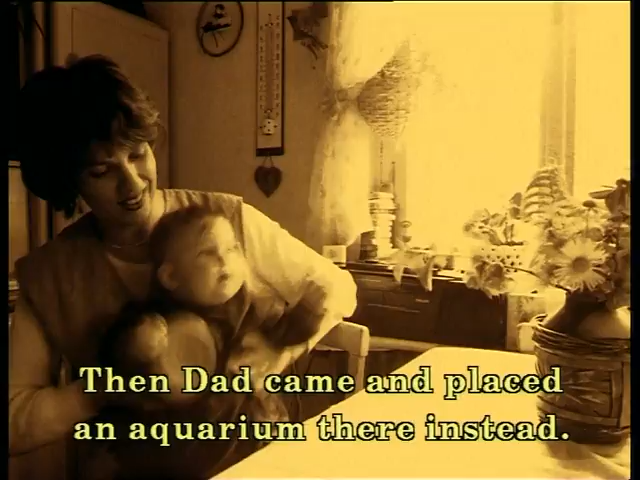 Then Dad came and placed
an aquarium there instead.